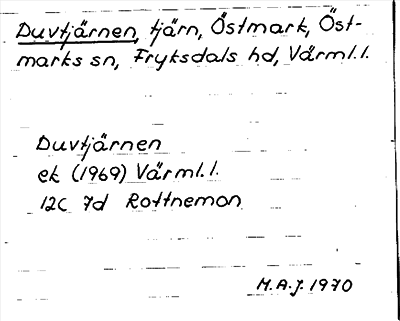 Duvtjärnen, tjärn, Östmark, Öst-
marks sn, Fryksdals hd, Värml.l.
Duvtjärnen
ek (1969) Värml.l.
12C 7d Rottnemon
M.A.J. 1970